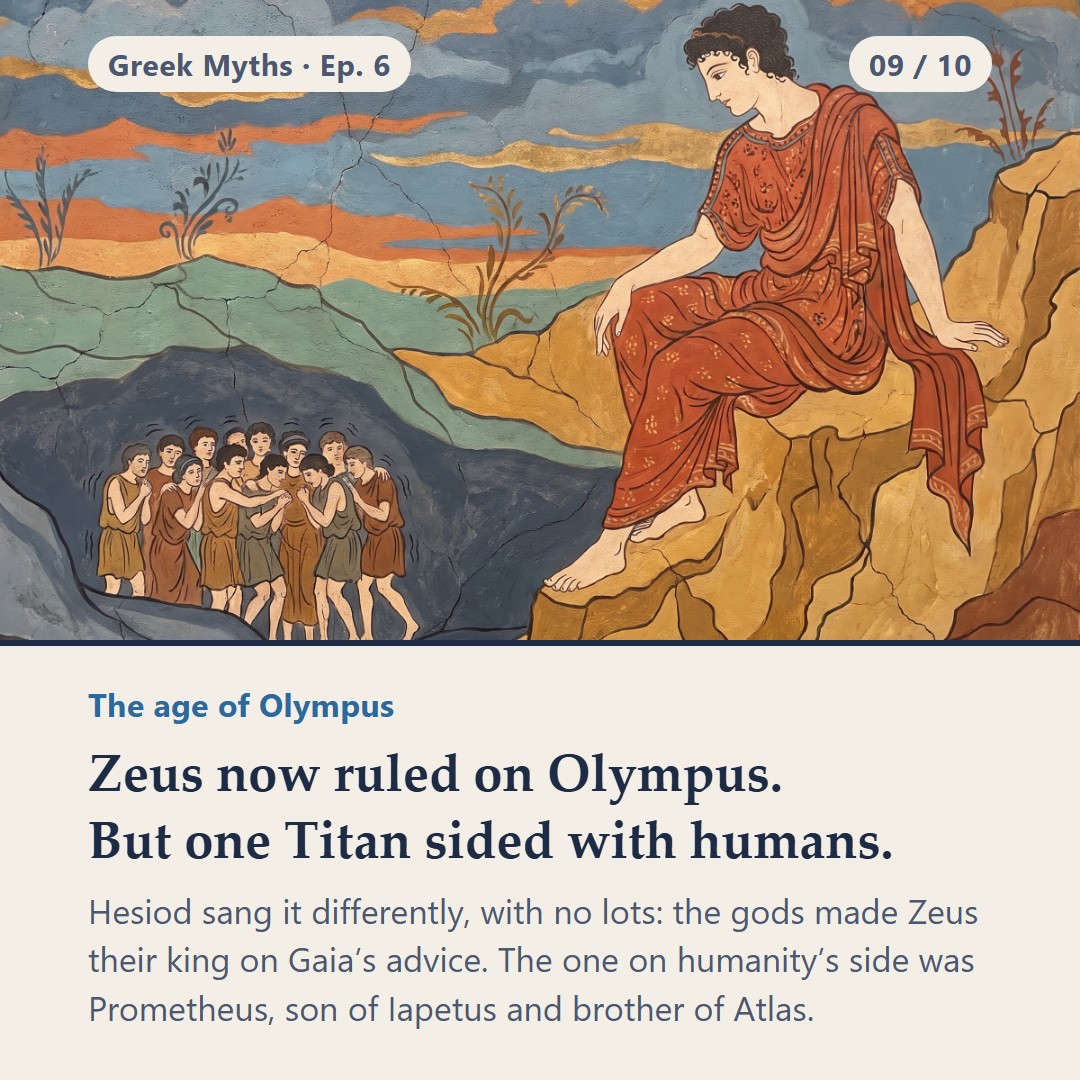 Greek Myths · Ep. 6
09 / 10
The age of Olympus
Zeus now ruled on Olympus.
But one Titan sided with humans.
Hesiod sang it differently, with no lots: the gods made Zeus
their king on Gaia’s advice. The one on humanity’s side was
Prometheus, son of Iapetus and brother of Atlas.